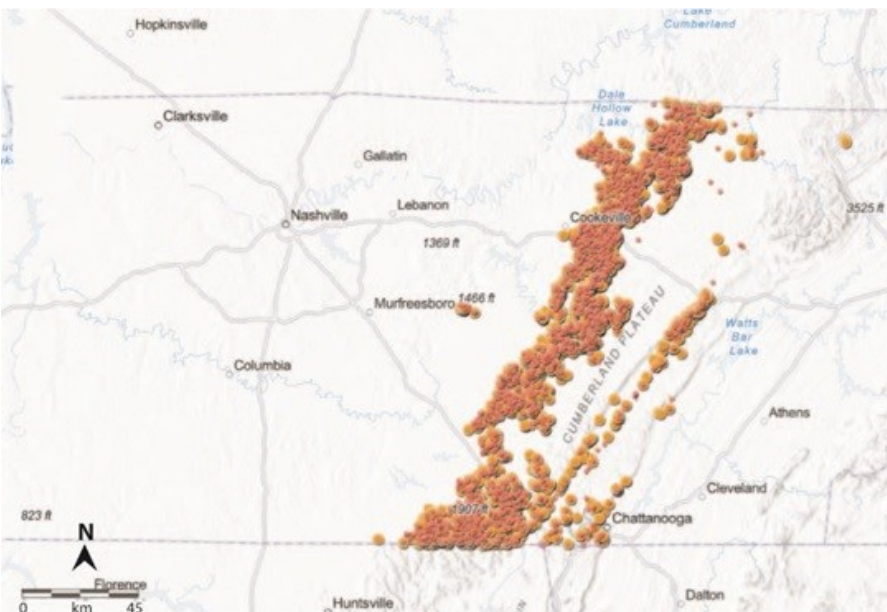 Lake
Cumberland
Hopkinsville
Dale
Hollow
Lake
Clarksville
Gallatin
Lebanon
Nashville
Cookeville
3525 ft
1369 ft
Murfreesboro
1466 ft
CUMBERLAND PLATEAU
Watts
Bar
Lake
Columbia
Athens
Cleveland
1907 ft
823 ft
Chattanooga
N
Florence
0 km 45
Huntsville
Dalton